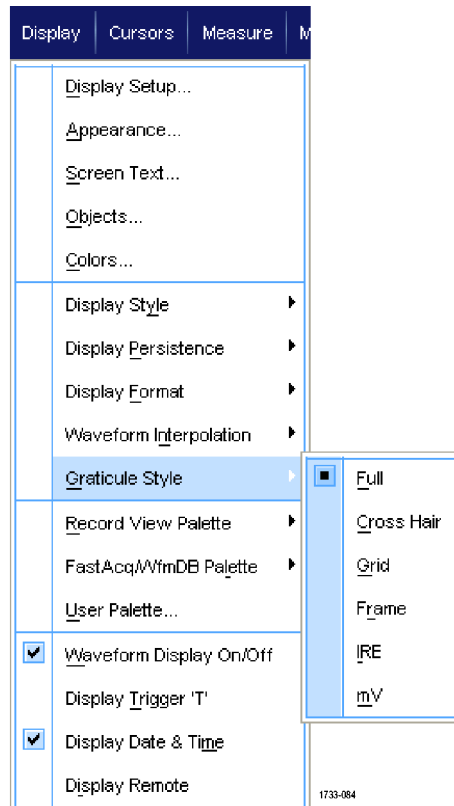 Display Cursors Measure M
Display Setup...
Appearance...
Screen Text...
Objects...
Colors...
Display Style
Display Persistence
Display Format
Waveform Interpolation
Graticule Style
Full
Cross Hair
Grid
Frame
IRE
mV
Record View Palette
FastAcq/WfmDB Palette
User Palette...
Waveform Display On/Off
Display Trigger 'T'
Display Date & Time
Display Remote
1733-084